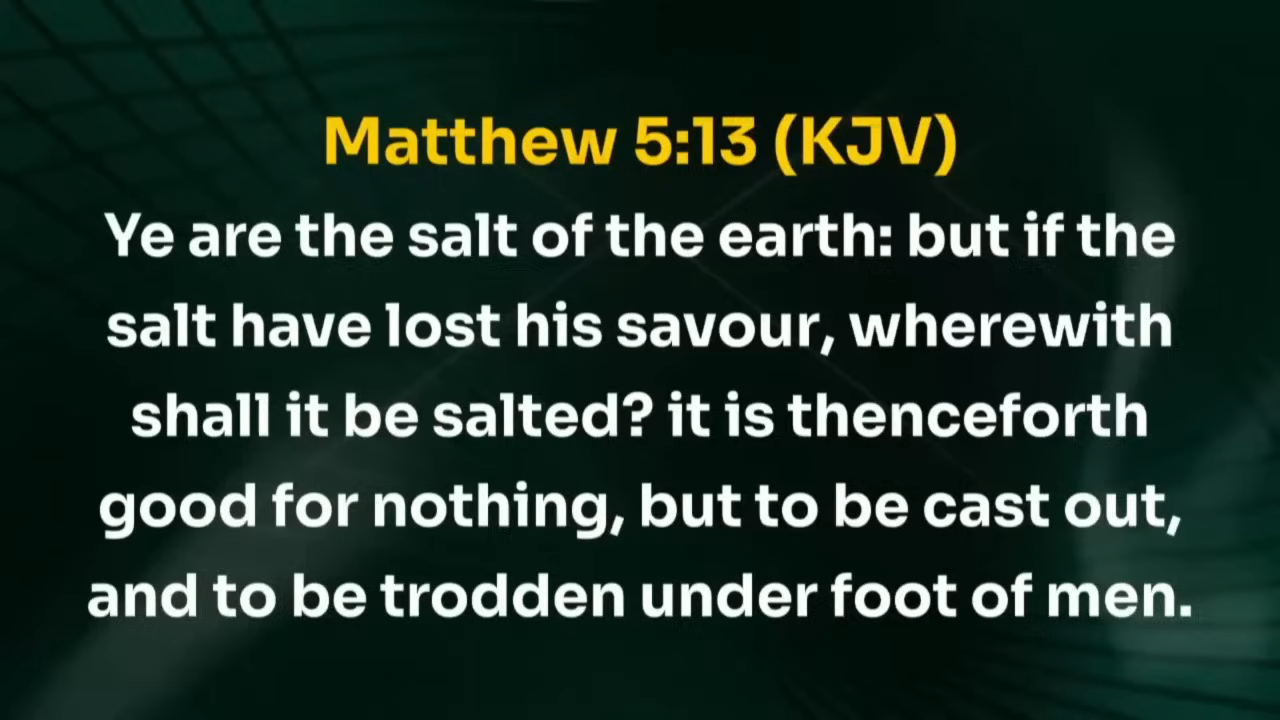 Matthew 5:13 (KJV)
Ye are the salt of the earth: but if the
salt have lost his savour, wherewith
shall it be salted? it is thenceforth
good for nothing, but to be cast out,
and to be trodden under foot of men.